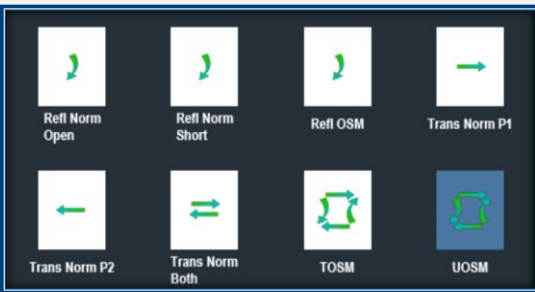 Refl Norm
Open
Refl Norm
Short
Refl OSM
Trans Norm P1
Trans Norm P2
Trans Norm
Both
TOSM
UOSM